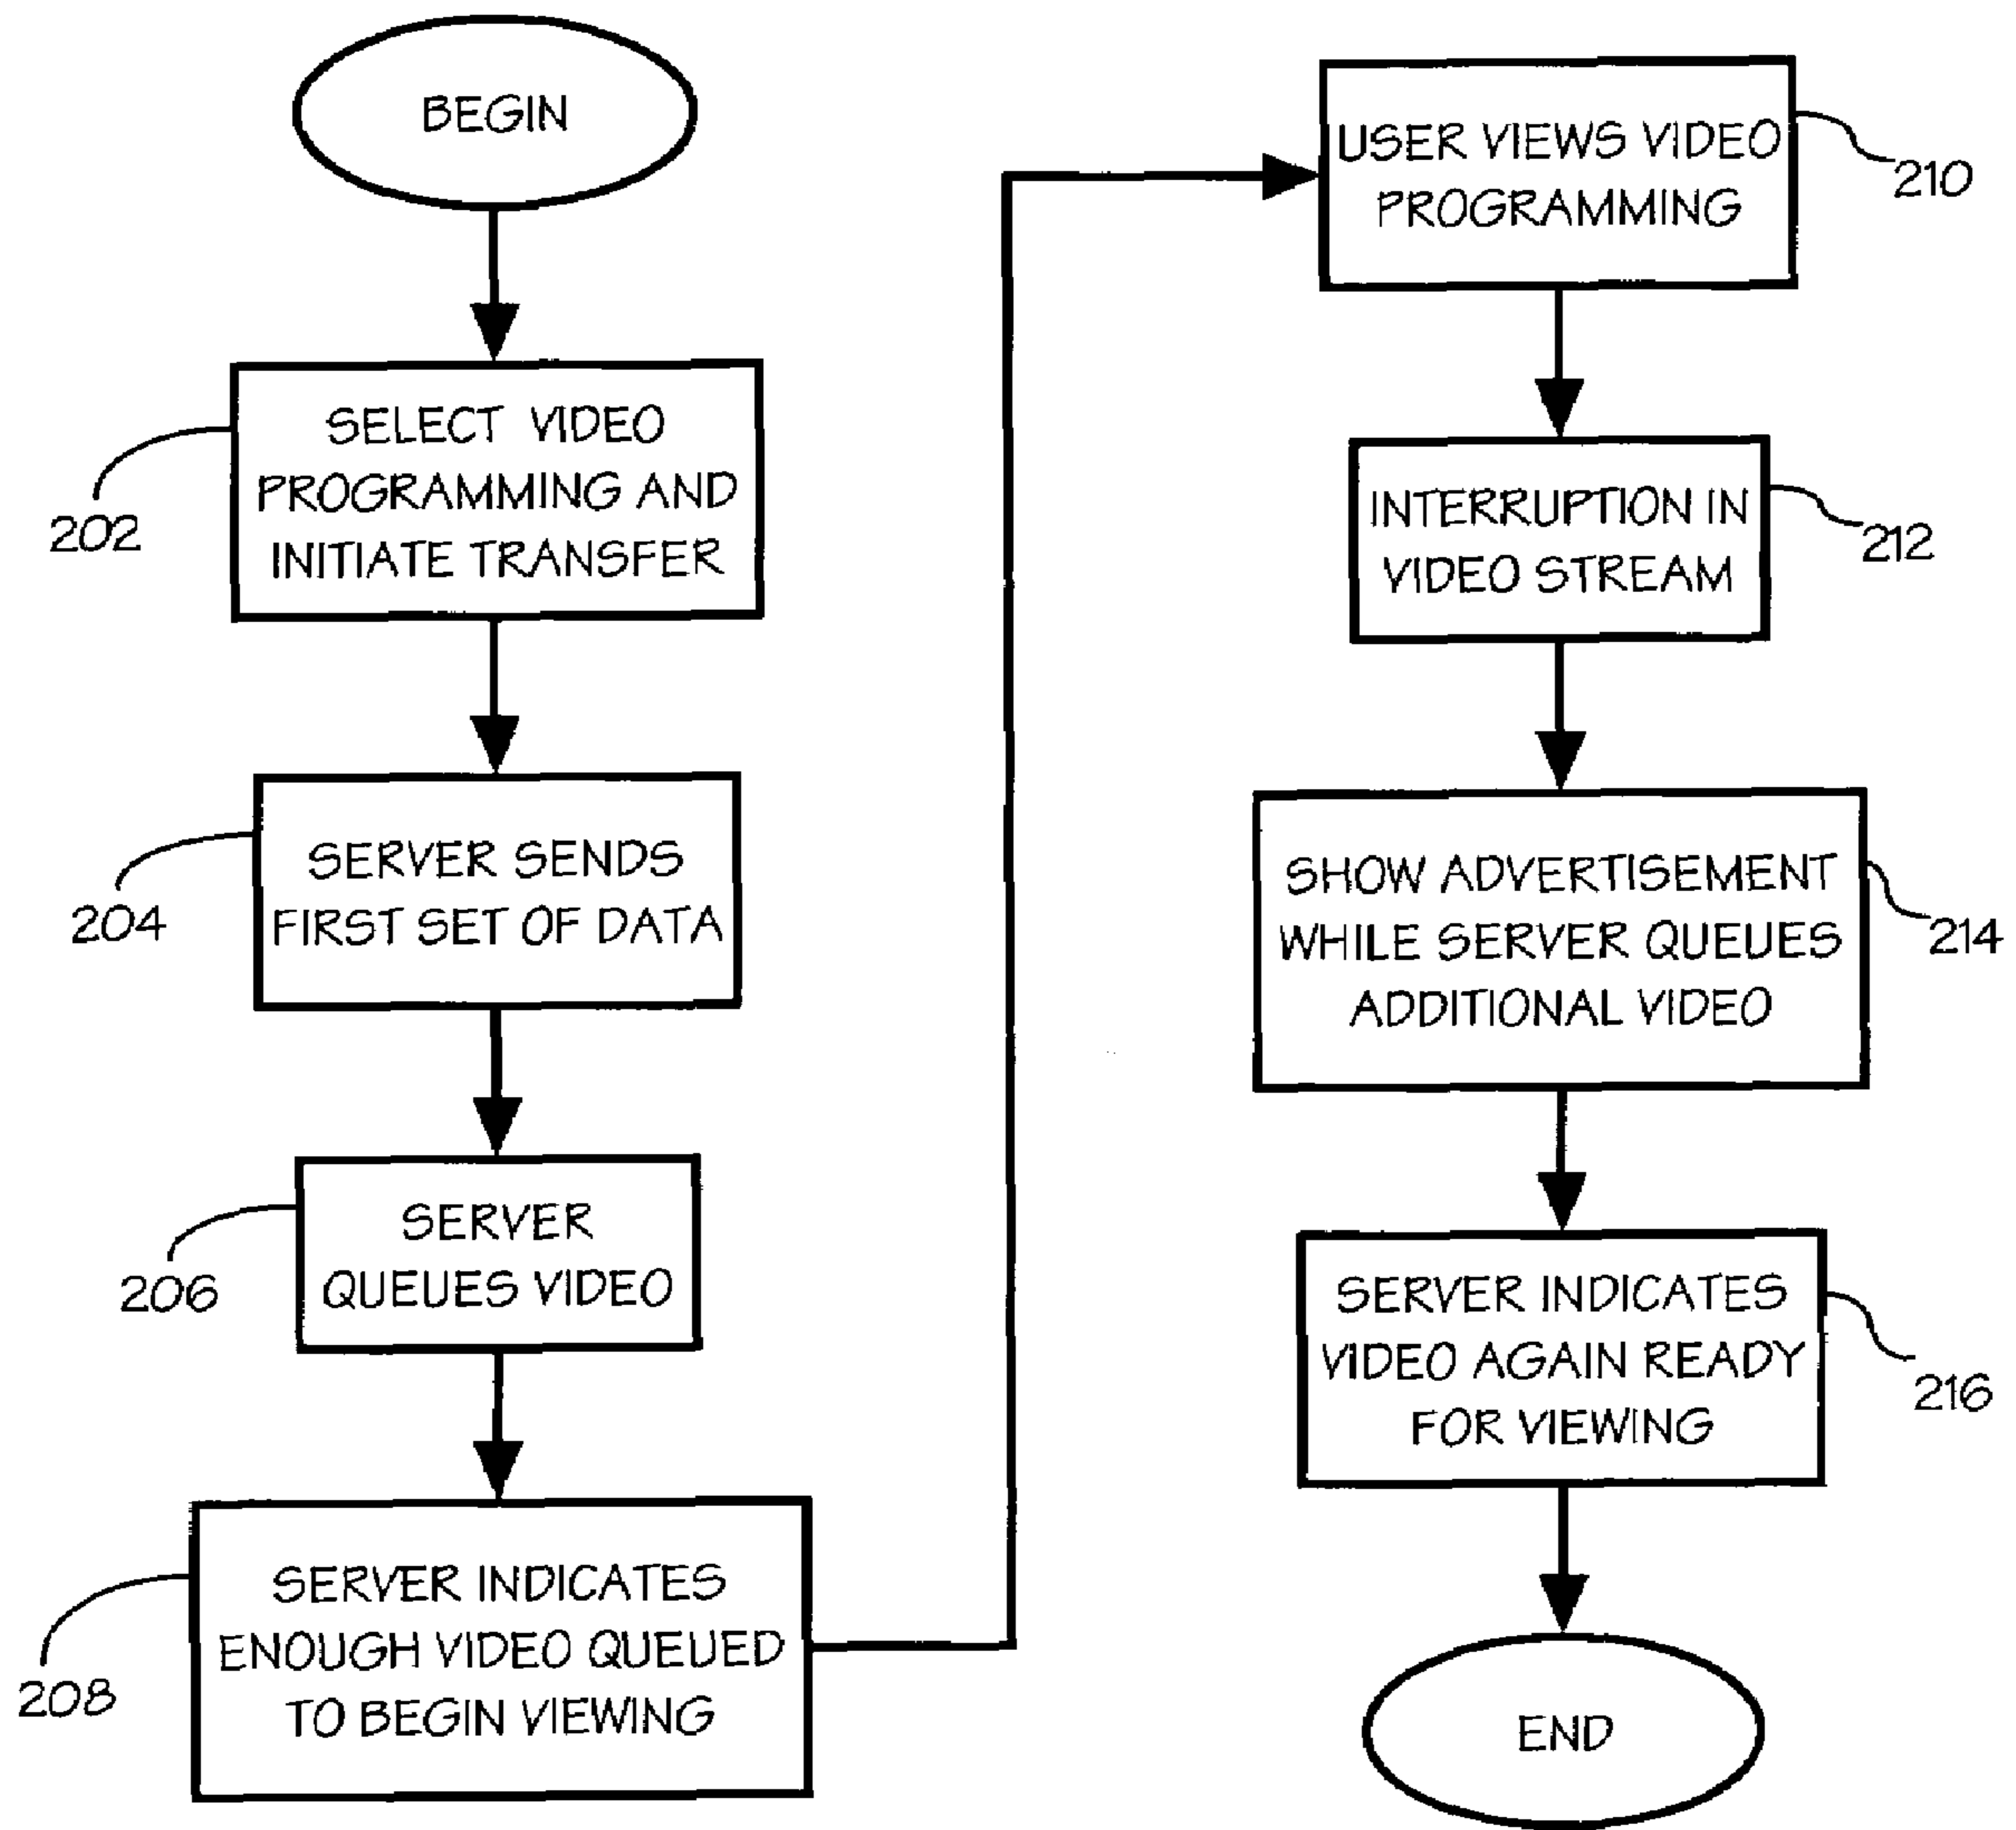 BEGIN
SELECT VIDEO
PROGRAMMING AND
INITIATE TRANSFER
202
SERVER SENDS
FIRST SET OF DATA
204
SERVER
QUEUES VIDEO
206
SERVER INDICATES
ENOUGH VIDEO QUEUED
TO BEGIN VIEWING
208
USER VIEWS VIDEO
PROGRAMMING
210
INTERRUPTION IN
VIDEO STREAM
212
SHOW ADVERTISEMENT
WHILE SERVER QUEUES
ADDITIONAL VIDEO
214
SERVER INDICATES
VIDEO AGAIN READY
FOR VIEWING
216
END